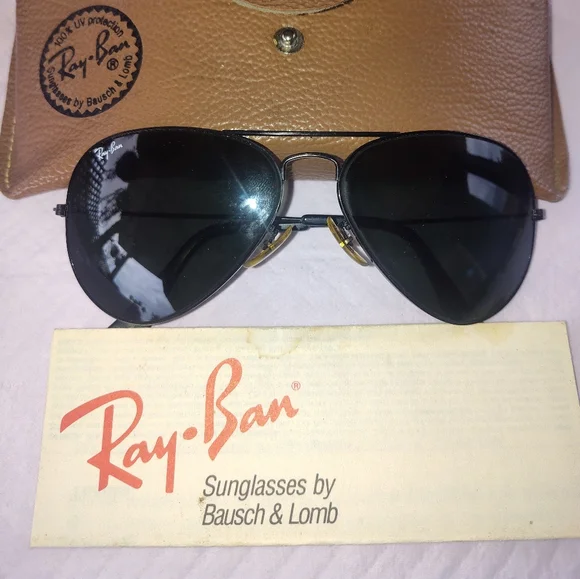 100% UV protection
Ray-Ban®
Sunglasses by Bausch & Lomb
Ray-Ban
Ray-Ban®
Sunglasses by
Bausch & Lomb